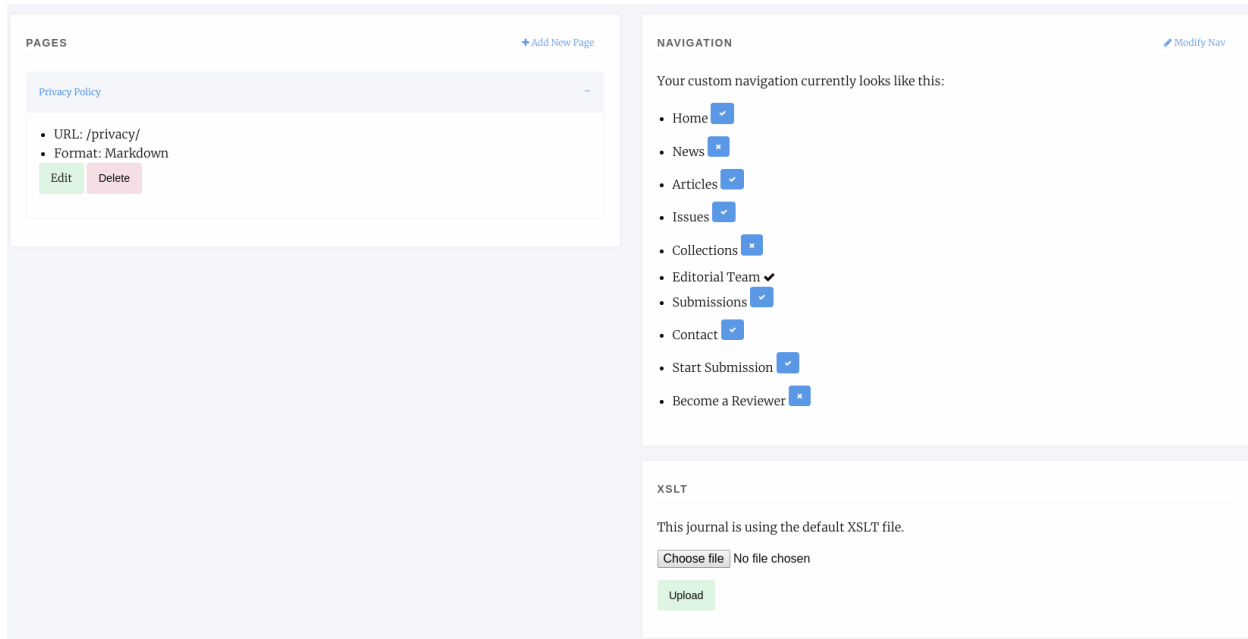 PAGES
Add New Page
Privacy Policy
URL: /privacy/
Format: Markdown
Edit Delete
NAVIGATION
Modify Nav
Your custom navigation currently looks like this:
Home
News
Articles
Issues
Collections
Editorial Team
Submissions
Contact
Start Submission
Become a Reviewer
XSLT
This journal is using the default XSLT file.
Choose file No file chosen
Upload